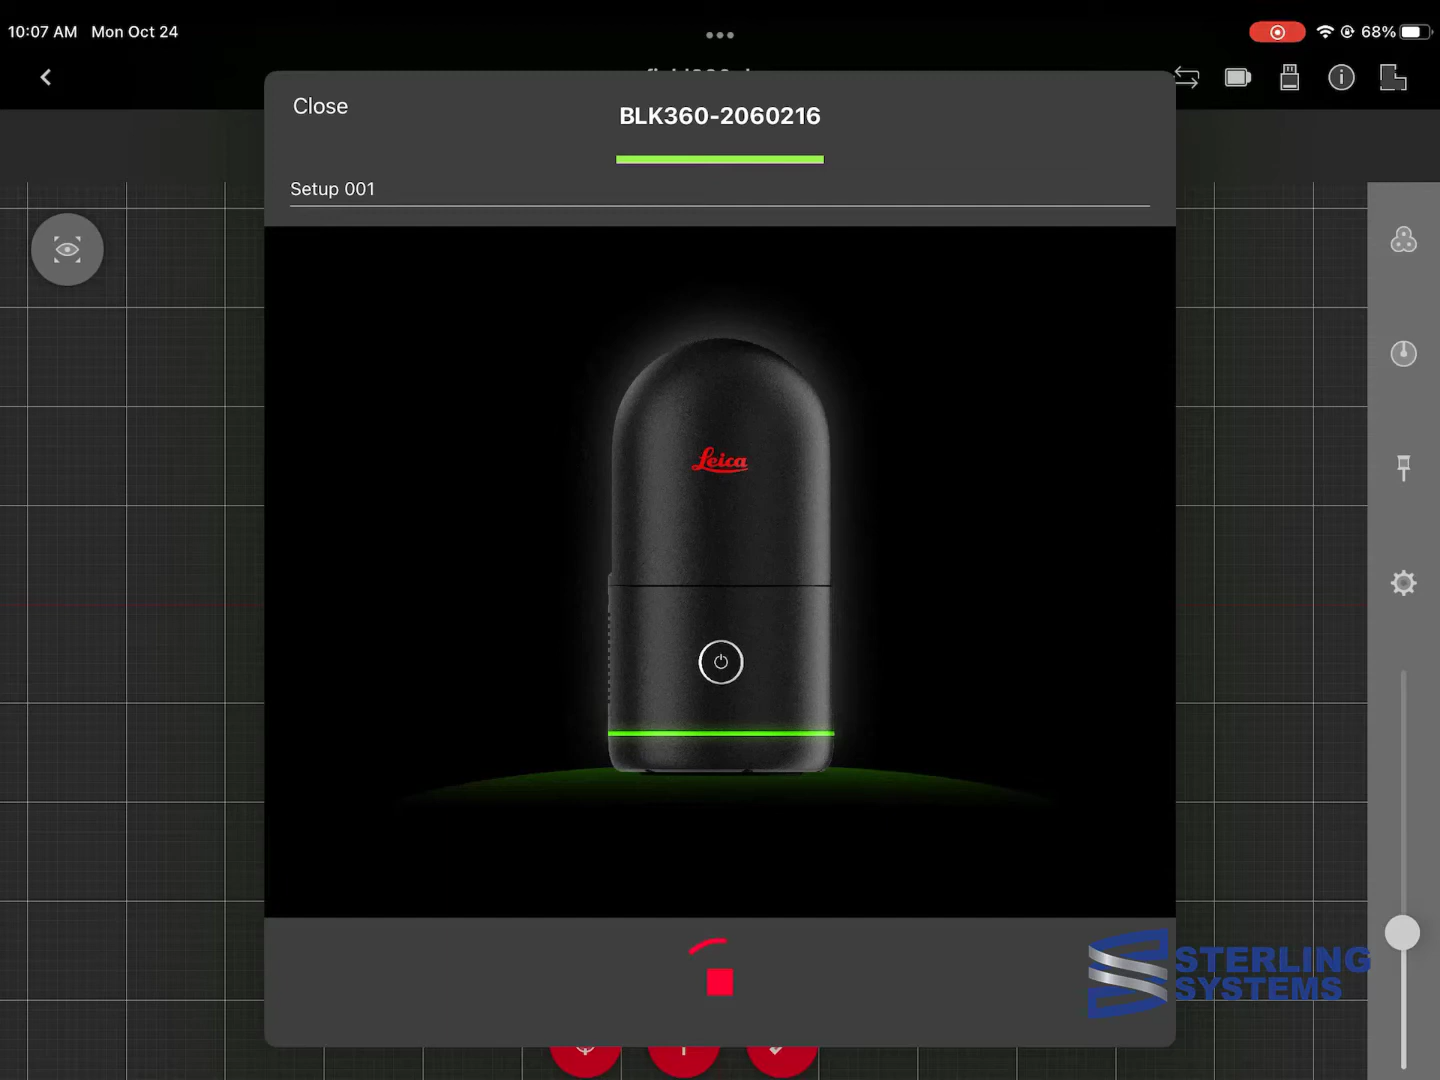 10:07 AM Mon Oct 24
68%
Close
BLK360-2060216
Setup 001
Leica
STERLING
SYSTEMS